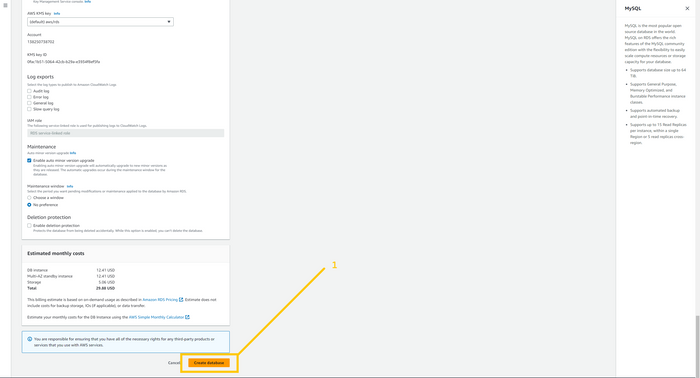 Key Management Service console Info
AWS KMS key Info
(default) aws/rds
Account
KMS key ID
Log exports
Select the log types to publish to Amazon CloudWatch Logs
Audit log
Error log
General log
Slow query log
IAM role
The following service-linked role is used for publishing logs to CloudWatch Logs.
RDS service-linked role
Maintenance
Auto minor version upgrade Info
Enable auto minor version upgrade
Enabling auto minor version upgrade will automatically upgrade to new minor versions as
they are released. The automatic upgrades occur during the maintenance window for the
database.
Maintenance window Info
Select the period you want pending modifications or maintenance applied to the database by Amazon RDS.
Choose a window
No preference
Deletion protection
Enable deletion protection
Protects the database from being deleted accidentally. While this option is enabled, you can't delete the database.
Estimated monthly costs
DB instance 12.41 USD
Multi-AZ standby instance 12.41 USD
Storage 5.06 USD
Total 29.88 USD
This billing estimate is based on on-demand usage as described in Amazon RDS Pricing. Estimate does not
include costs for backup storage, IOs (if applicable), or data transfer.
Estimate your monthly costs for the DB instance using the AWS Simple Monthly Calculator
You are responsible for ensuring that you have all of the necessary rights for any third-party products or
services that you use with AWS services.
Cancel
Create database
1
MySQL
MySQL is the most popular open
source database in the world.
MySQL on RDS offers the rich
features of the MySQL community
edition with the flexibility to easily
scale compute resources or storage
capacity for your database.
Supports database size up to 64
TiB.
Supports General Purpose,
Memory Optimized, and
Burstable Performance instance
classes.
Supports automated backup
and point-in-time recovery.
Supports up to 15 Read Replicas
per instance, within a single
Region or 5 read replicas cross-
region.